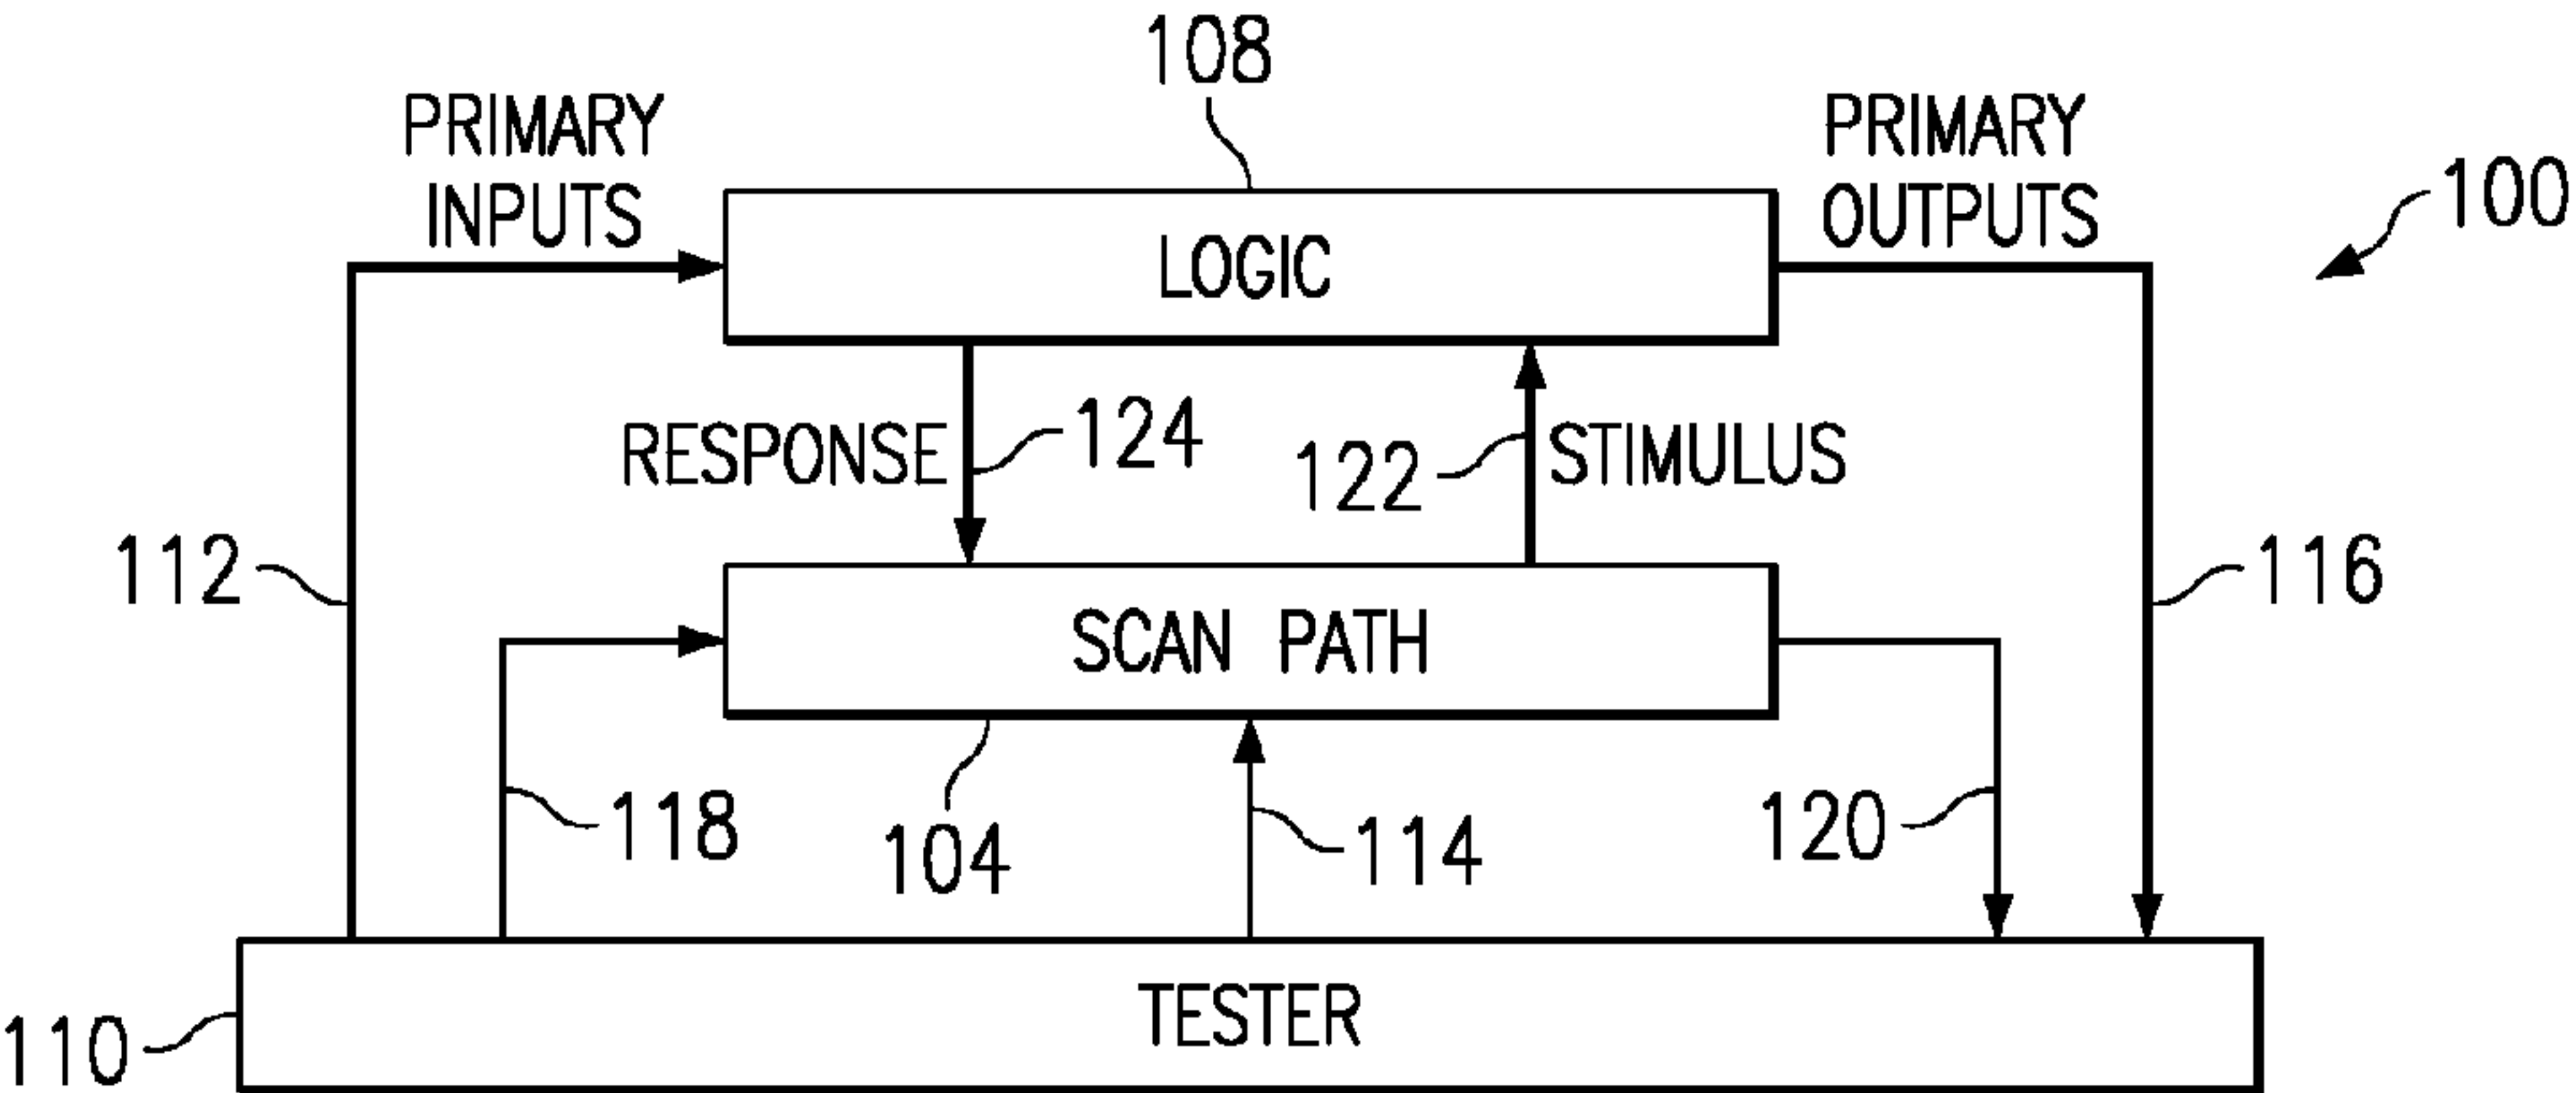 108
PRIMARY
INPUTS
PRIMARY
OUTPUTS
100
LOGIC
RESPONSE
124
122
STIMULUS
112
116
SCAN PATH
118
104
114
120
110
TESTER